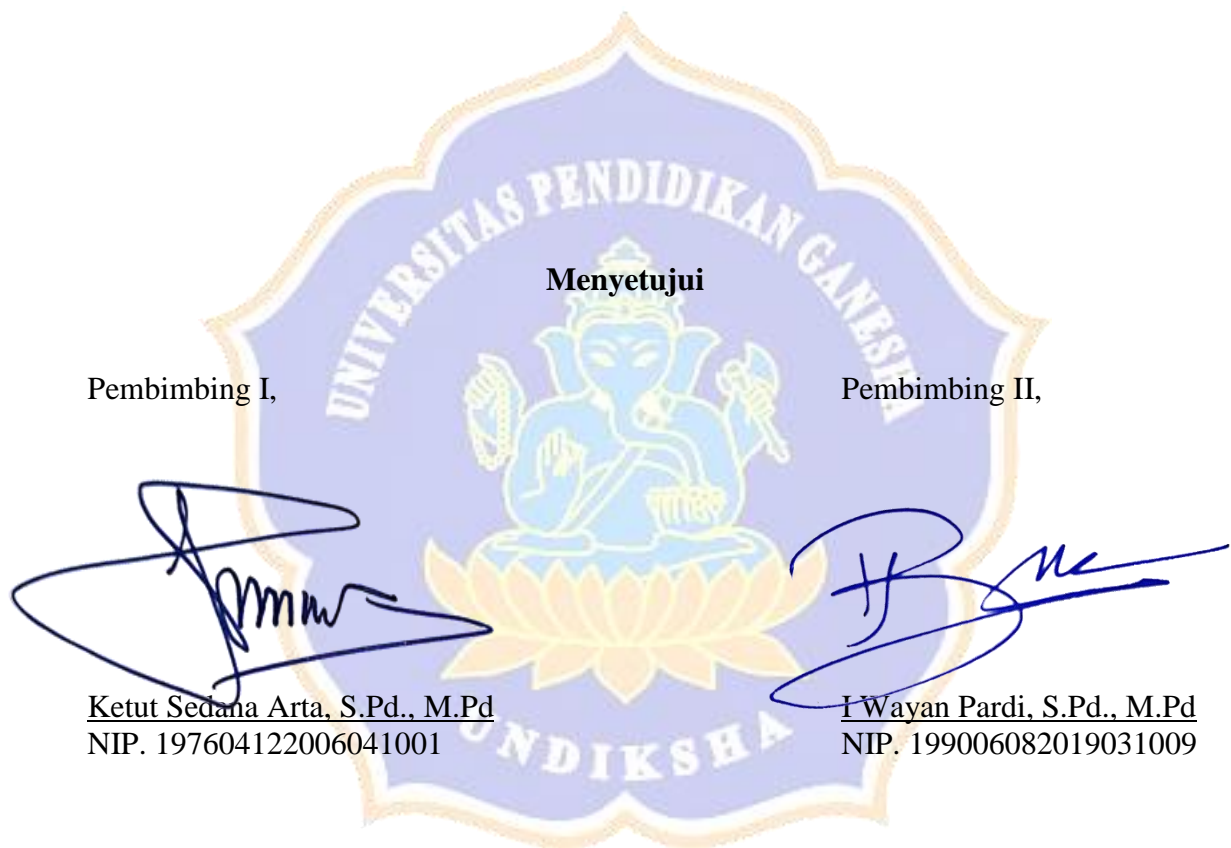 UNIVERSITAS PENDIDIKAN GANESHA
Menyetujui
Pembimbing I,
Pembimbing II,
Ketut Sedana Arta, S.Pd., M.Pd
NIP. 197604122006041001
I Wayan Pardi, S.Pd., M.Pd
NIP. 199006082019031009
UNDIKSHA